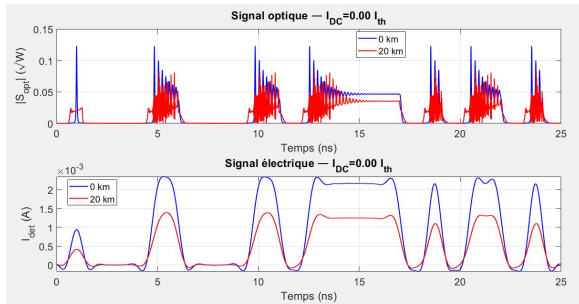 Signal optique — I_DC=0.00 I_th
|S_opt| (√W)
0.15
0.1
0.05
0
0 km
20 km
0 5 10 15 20 25
Temps (ns)
Signal électrique — I_DC=0.00 I_th
×10⁻³
I_det (A)
2
1.5
1
0.5
0
0 km
20 km
0 5 10 15 20 25
Temps (ns)